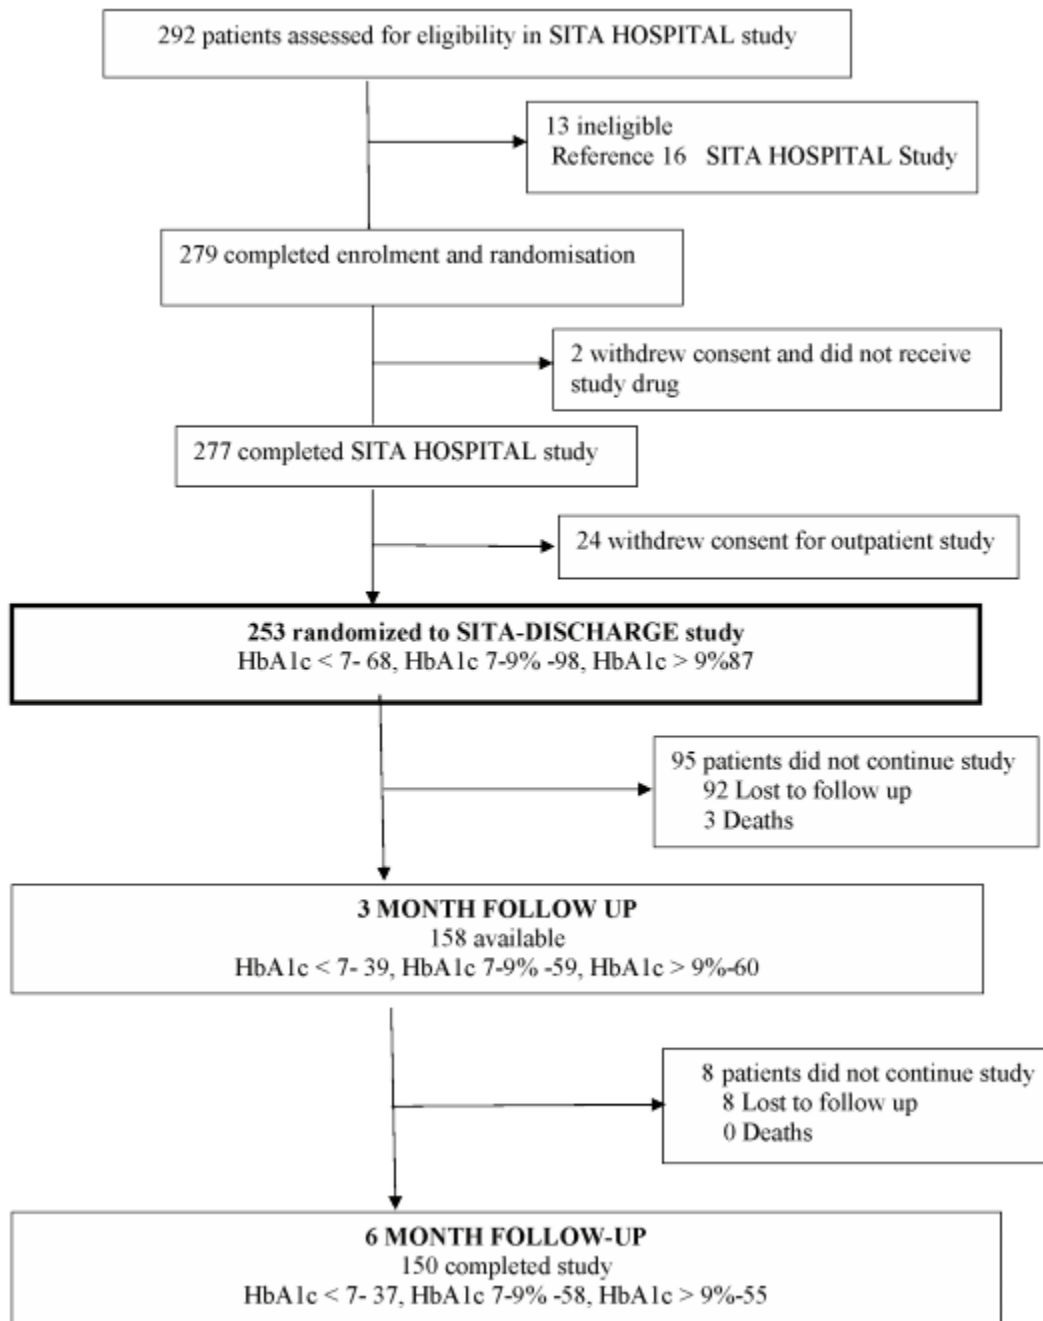 292 patients assessed for eligibility in SITA HOSPITAL study
13 ineligible
Reference 16 SITA HOSPITAL Study
279 completed enrolment and randomisation
2 withdrew consent and did not receive
study drug
277 completed SITA HOSPITAL study
24 withdrew consent for outpatient study
253 randomized to SITA-DISCHARGE study
HbA1c < 7- 68, HbA1c 7-9% -98, HbA1c > 9%87
95 patients did not continue study
92 Lost to follow up
3 Deaths
3 MONTH FOLLOW UP
158 available
HbA1c < 7- 39, HbA1c 7-9% -59, HbA1c > 9%-60
8 patients did not continue study
8 Lost to follow up
0 Deaths
6 MONTH FOLLOW-UP
150 completed study
HbA1c < 7- 37, HbA1c 7-9% -58, HbA1c > 9%-55